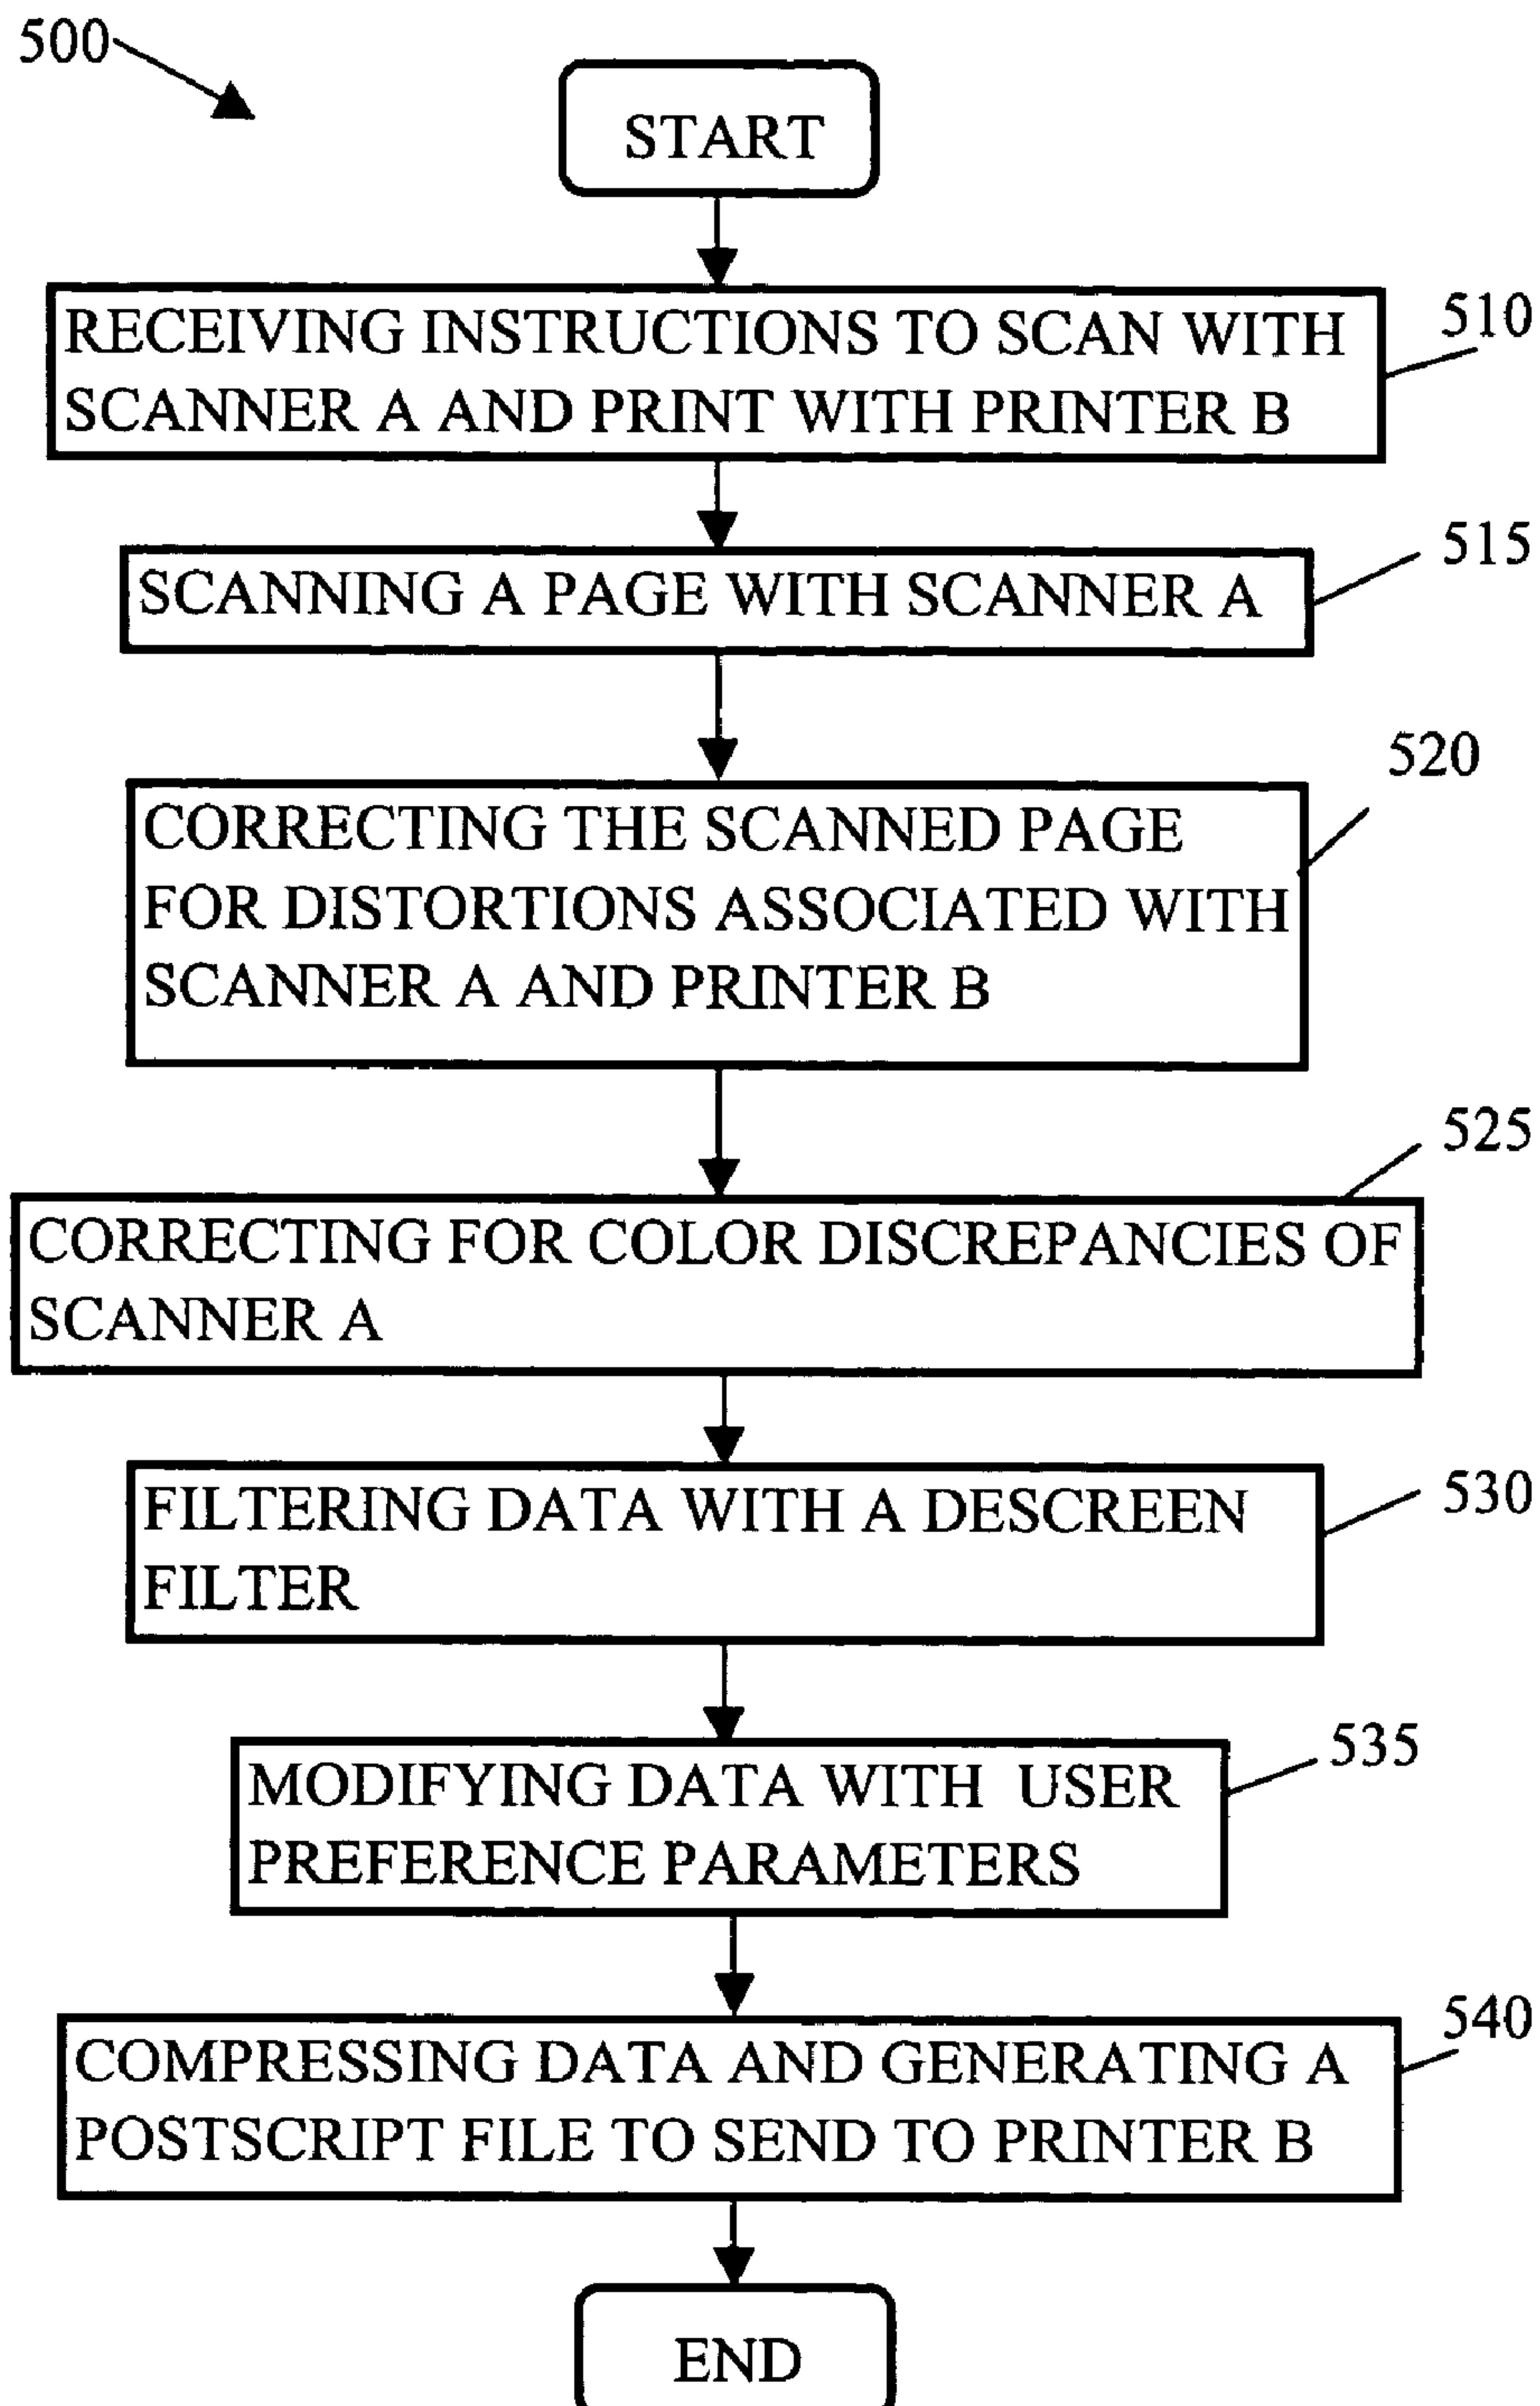 500
START
RECEIVING INSTRUCTIONS TO SCAN WITH
SCANNER A AND PRINT WITH PRINTER B
510
SCANNING A PAGE WITH SCANNER A
515
CORRECTING THE SCANNED PAGE
FOR DISTORTIONS ASSOCIATED WITH
SCANNER A AND PRINTER B
520
CORRECTING FOR COLOR DISCREPANCIES OF
SCANNER A
525
FILTERING DATA WITH A DESCREEN
FILTER
530
MODIFYING DATA WITH USER
PREFERENCE PARAMETERS
535
COMPRESSING DATA AND GENERATING A
POSTSCRIPT FILE TO SEND TO PRINTER B
540
END